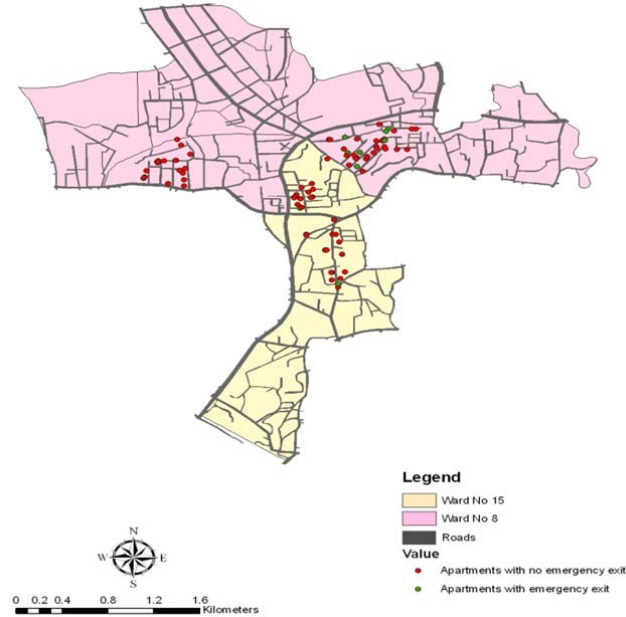 Legend
Ward No 15
Ward No 8
Roads
Value
Apartments with no emergency exit
Apartments with emergency exit
N
W E
S
0 0.2 0.4 0.8 1.2 1.6
Kilometers